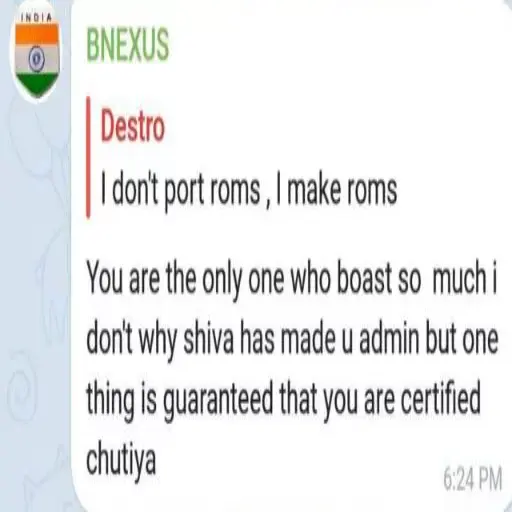 INDIA
BNEXUS
Destro
I don't port roms , I make roms
You are the only one who boast so much i
don't why shiva has made u admin but one
thing is guaranteed that you are certified
chutiya
6:24 PM